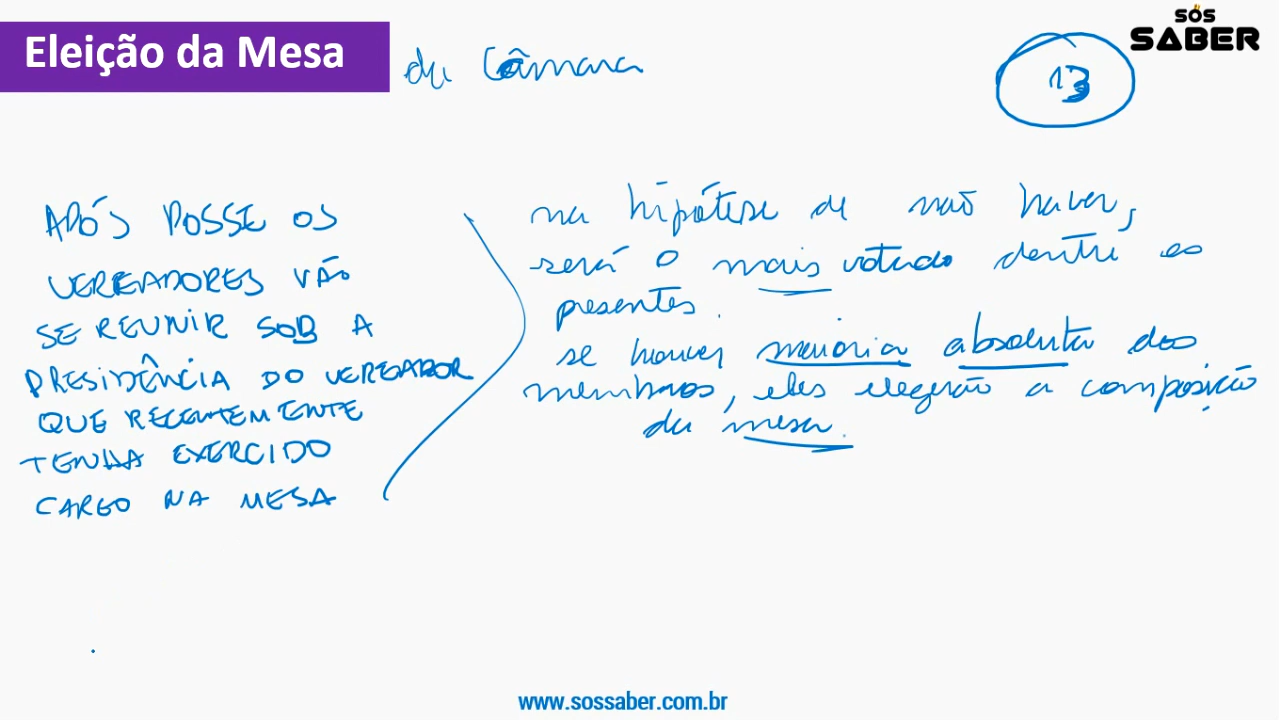 Eleição da Mesa da Câmara
SÓS
SABER
13
APÓS POSSE OS
VEREADORES VÃO
SE REUNIR SOB A
PRESIDÊNCIA DO VEREADOR
QUE RECENTEMENTE
TENHA EXERCIDO
CARGO NA MESA
na hipótese de não haver,
será o mais votado dentre os
presentes.
se houver maioria absoluta dos
membros, eles elegerão a composição
da mesa.
www.sossaber.com.br